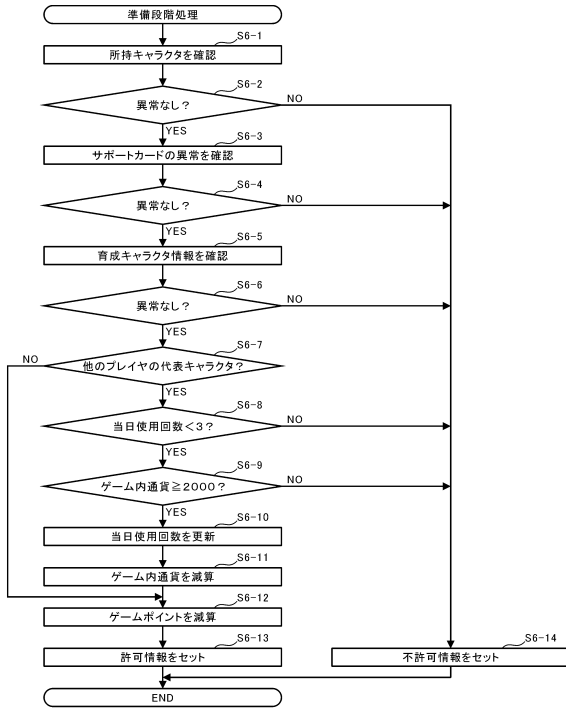 準備段階処理
S6-1
所持キャラクタを確認
S6-2
異常なし?
NO
YES
S6-3
サポートカードの異常を確認
S6-4
異常なし?
NO
YES
S6-5
育成キャラクタ情報を確認
S6-6
異常なし?
NO
YES
S6-7
NO
他のプレイヤの代表キャラクタ?
YES
S6-8
当日使用回数<3?
NO
YES
S6-9
ゲーム内通貨≧2000?
NO
YES
S6-10
当日使用回数を更新
S6-11
ゲーム内通貨を減算
S6-12
ゲームポイントを減算
S6-13
許可情報をセット
S6-14
不許可情報をセット
END